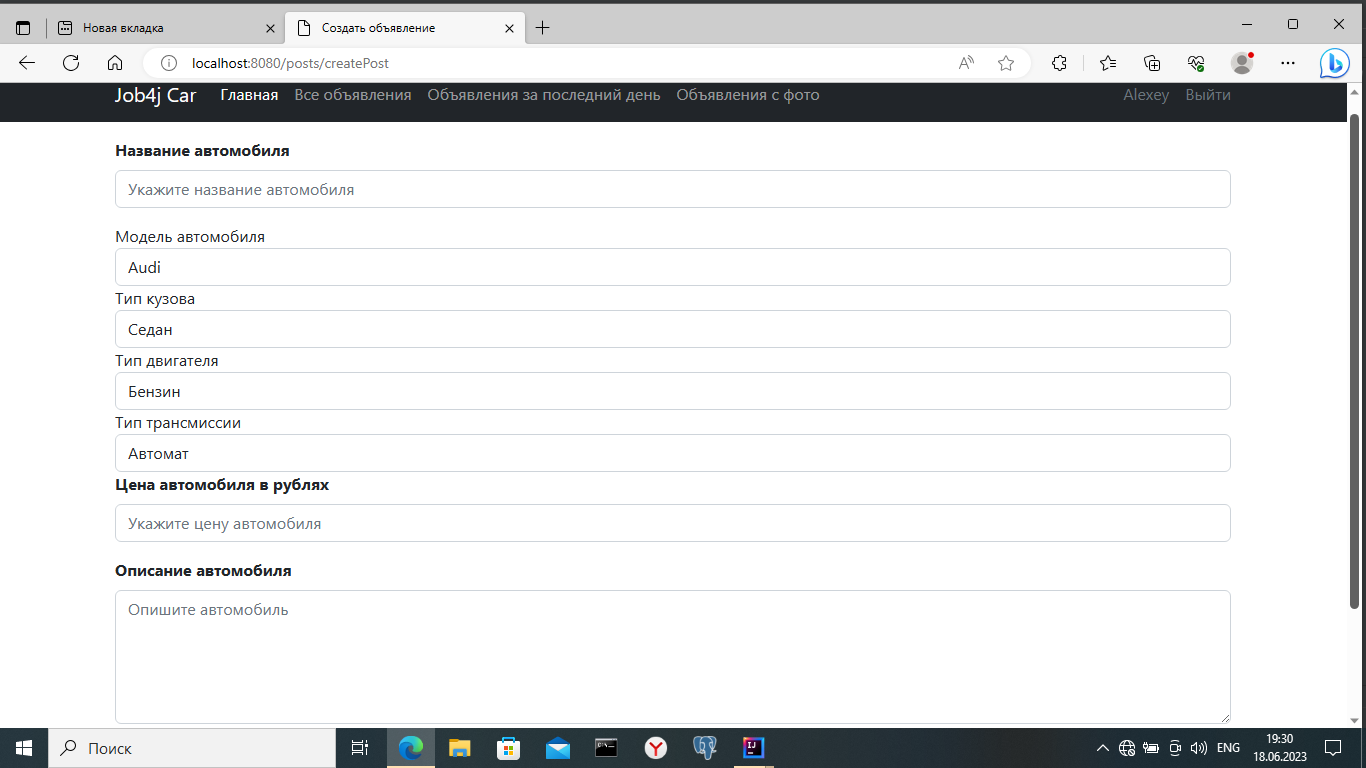 Новая вкладка
Создать объявление
localhost:8080/posts/createPost
Job4j Car Главная Все объявления Объявления за последний день Объявления с фото Alexey Выйти
Название автомобиля
Укажите название автомобиля
Модель автомобиля
Audi
Тип кузова
Седан
Тип двигателя
Бензин
Тип трансмиссии
Автомат
Цена автомобиля в рублях
Укажите цену автомобиля
Описание автомобиля
Опишите автомобиль
Поиск
ENG
19:30
18.06.2023